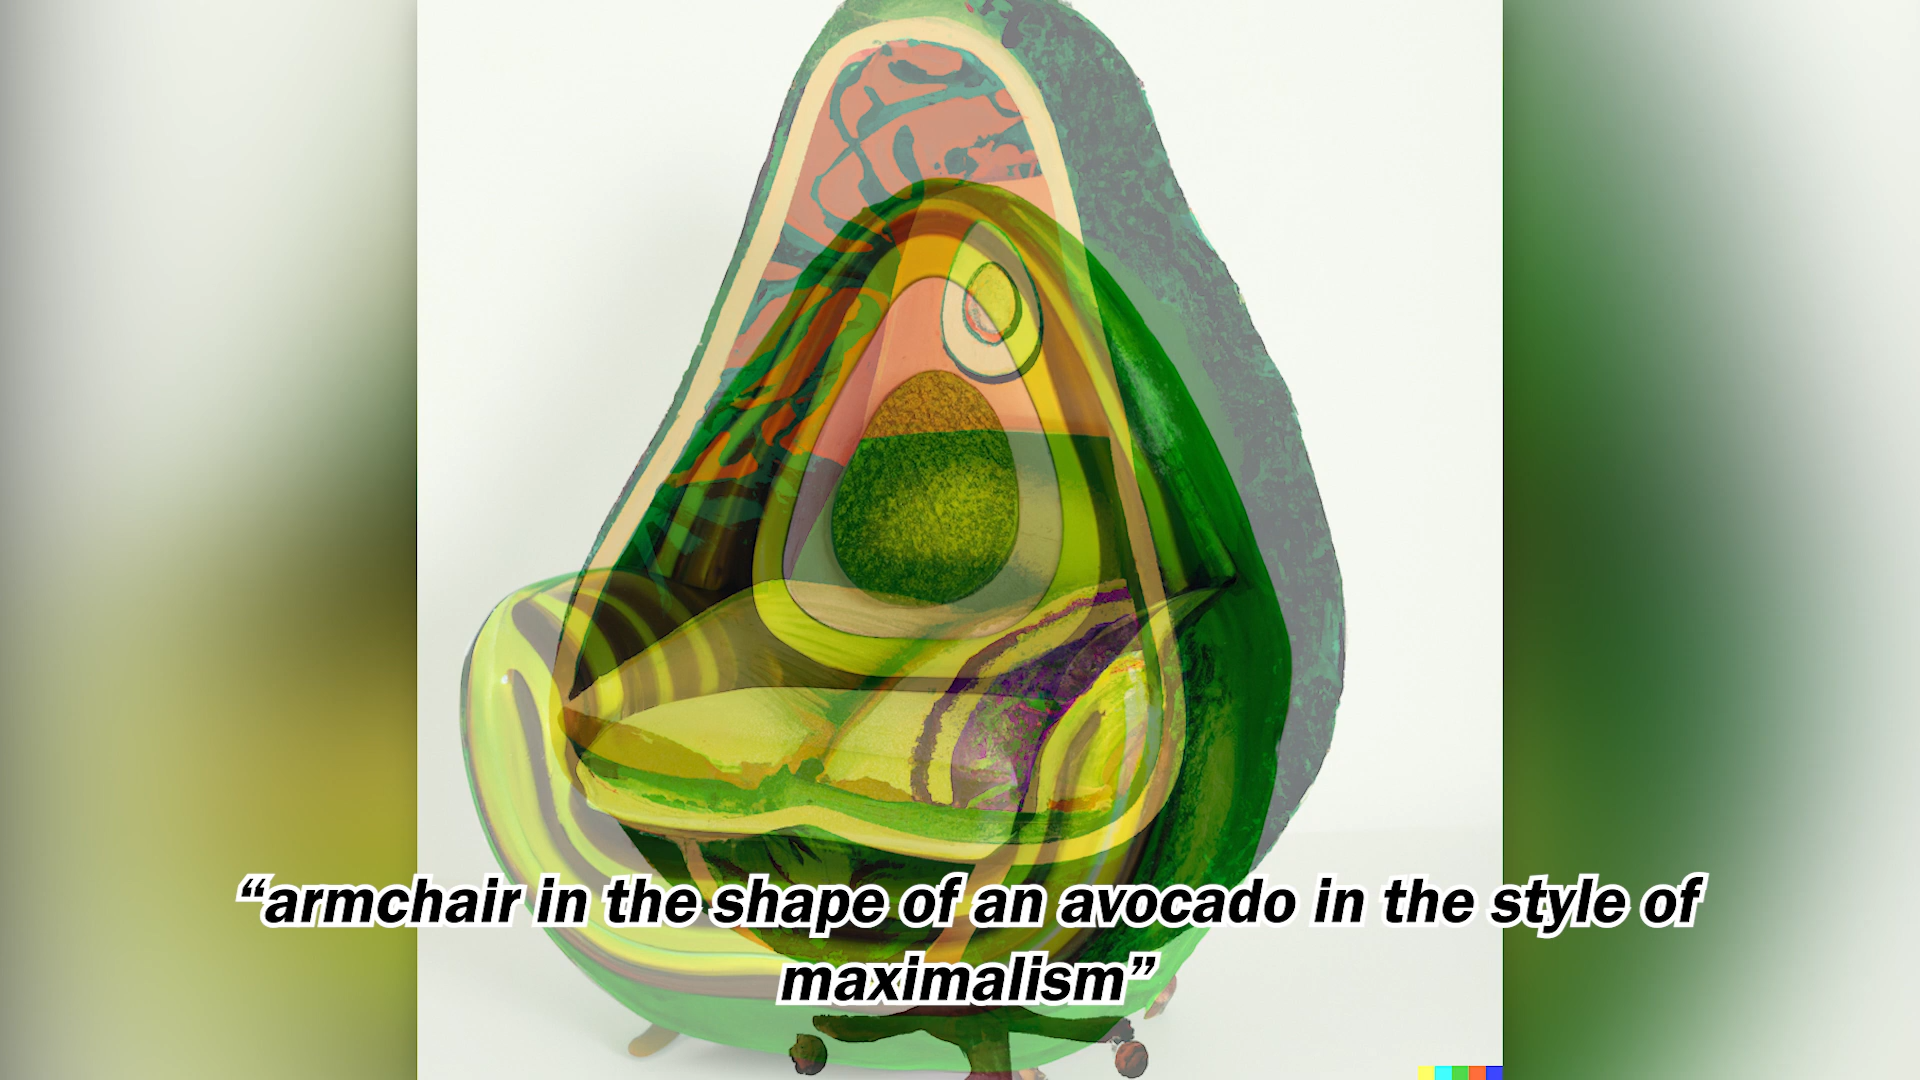 “armchair in the shape of an avocado in the style of
maximalism”